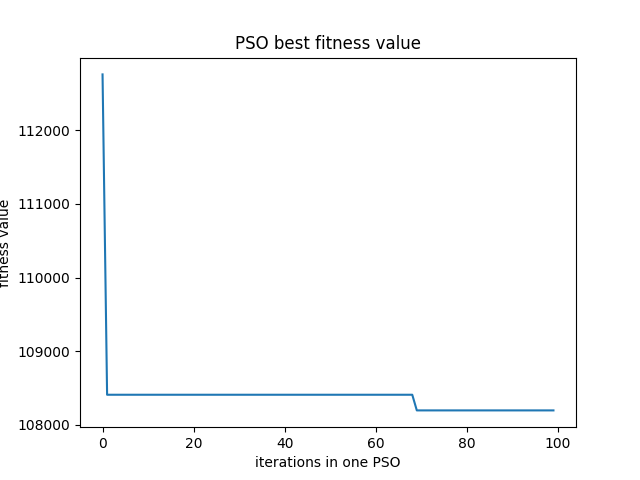 PSO best fitness value
fitness value
112000
111000
110000
109000
108000
0 20 40 60 80 100
iterations in one PSO